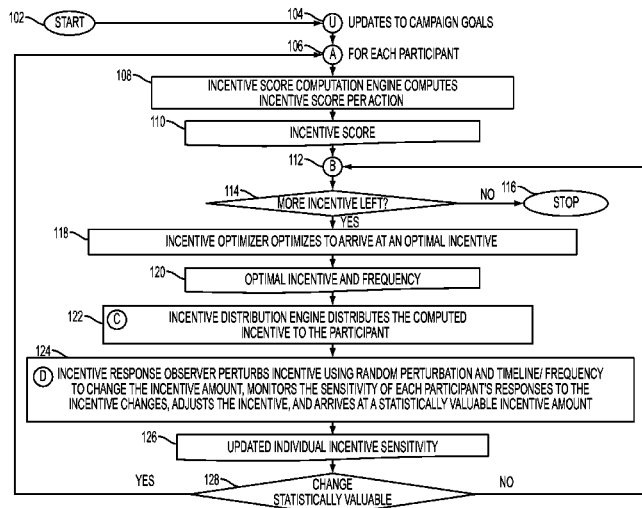 102
START
104
U
UPDATES TO CAMPAIGN GOALS
106
A
FOR EACH PARTICIPANT
108
INCENTIVE SCORE COMPUTATION ENGINE COMPUTES
INCENTIVE SCORE PER ACTION
110
INCENTIVE SCORE
112
B
114
MORE INCENTIVE LEFT?
NO
116
STOP
YES
118
INCENTIVE OPTIMIZER OPTIMIZES TO ARRIVE AT AN OPTIMAL INCENTIVE
120
OPTIMAL INCENTIVE AND FREQUENCY
122
C
INCENTIVE DISTRIBUTION ENGINE DISTRIBUTES THE COMPUTED
INCENTIVE TO THE PARTICIPANT
124
D
INCENTIVE RESPONSE OBSERVER PERTURBS INCENTIVE USING RANDOM PERTURBATION AND TIMELINE/ FREQUENCY
TO CHANGE THE INCENTIVE AMOUNT, MONITORS THE SENSITIVITY OF EACH PARTICIPANT'S RESPONSES TO THE
INCENTIVE CHANGES, ADJUSTS THE INCENTIVE, AND ARRIVES AT A STATISTICALLY VALUABLE INCENTIVE AMOUNT
126
UPDATED INDIVIDUAL INCENTIVE SENSITIVITY
YES
128
CHANGE
STATISTICALLY VALUABLE
NO